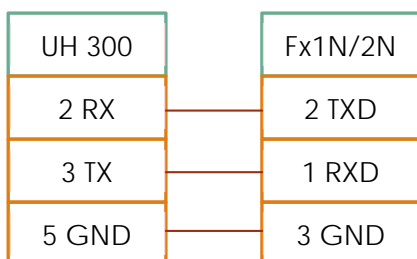 UH 300 Fx1N/2N
2 RX 2 TXD
3 TX 1 RXD
5 GND 3 GND